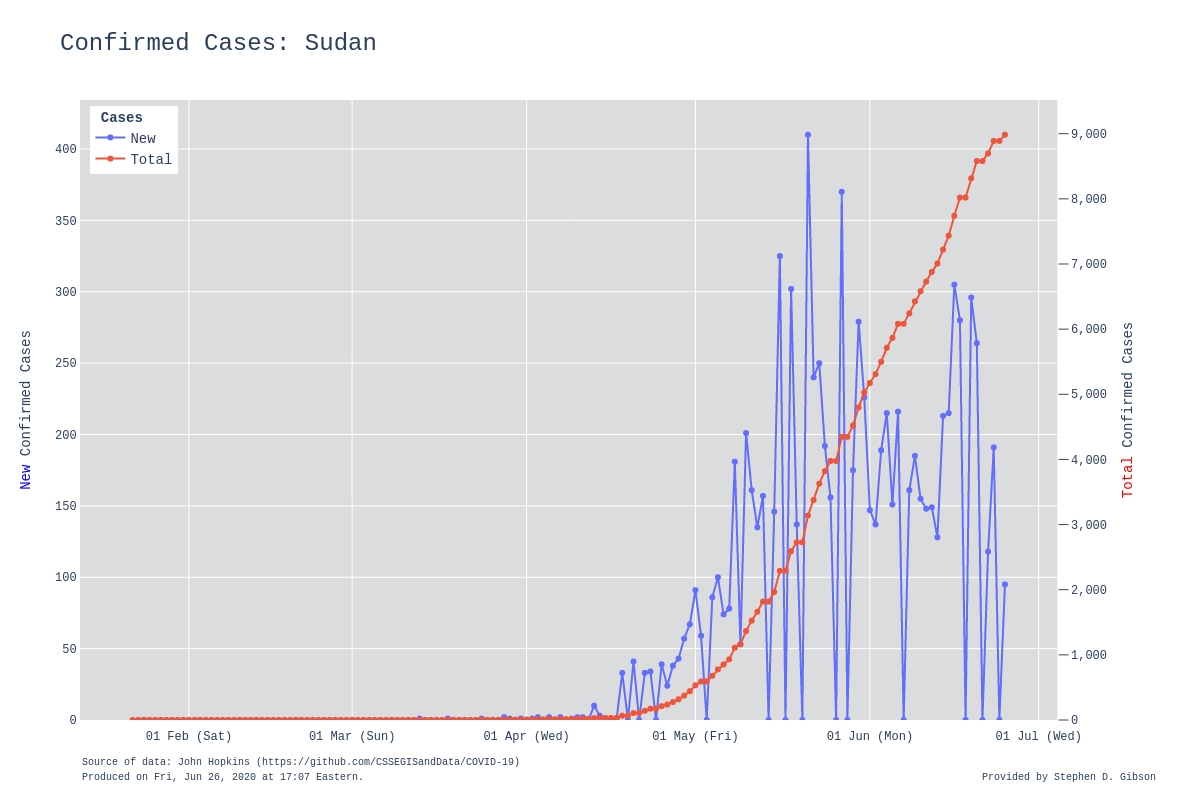 Confirmed Cases: Sudan
Cases
New
Total
400
350
300
250
200
150
100
50
0
New Confirmed Cases
9,000
8,000
7,000
6,000
5,000
4,000
3,000
2,000
1,000
0
Total Confirmed Cases
01 Feb (Sat)
01 Mar (Sun)
01 Apr (Wed)
01 May (Fri)
01 Jun (Mon)
01 Jul (Wed)
Source of data: John Hopkins (https://github.com/CSSEGISandData/COVID-19)
Produced on Fri, Jun 26, 2020 at 17:07 Eastern.
Provided by Stephen D. Gibson